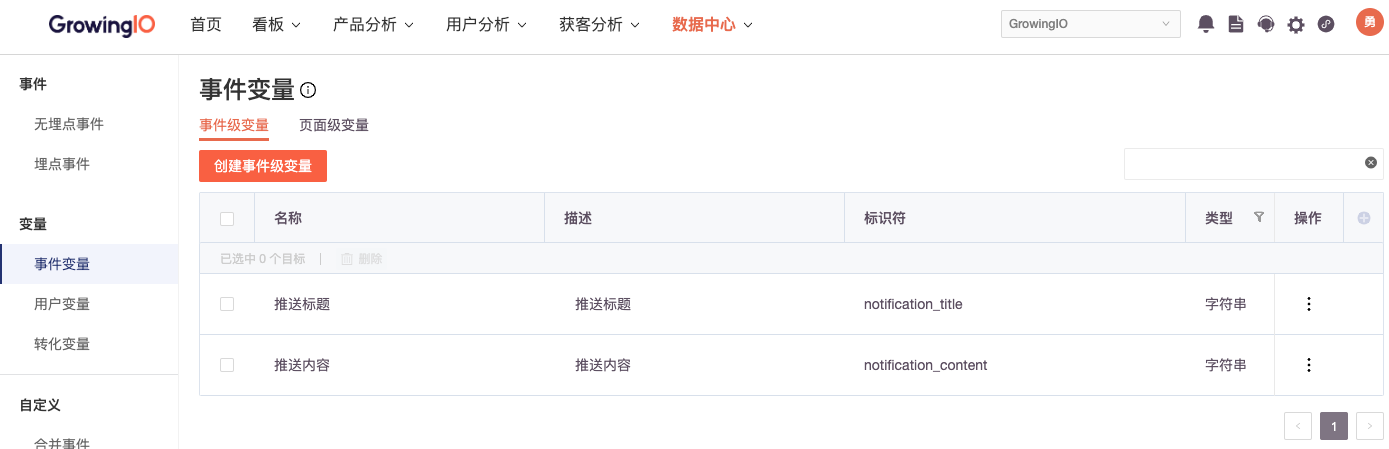 GrowingIO 首页 看板 产品分析 用户分析 获客分析 数据中心 GrowingIO 勇
事件
无埋点事件
埋点事件
变量
事件变量
用户变量
转化变量
自定义
合并事件
事件变量
事件级变量 页面级变量
创建事件级变量
名称 描述 标识符 类型 操作
已选中 0 个目标 | 删除
推送标题 推送标题 notification_title 字符串
推送内容 推送内容 notification_content 字符串
1